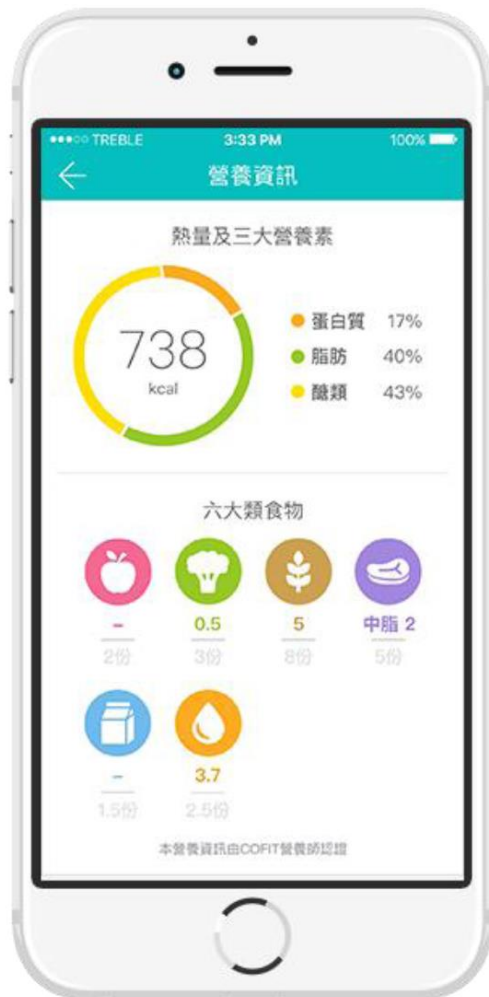 TREBLE 3:33 PM 100%
營養資訊
熱量及三大營養素
738
kcal
蛋白質 17%
脂肪 40%
醣類 43%
六大類食物
- 0.5 5 中脂 2
2份 3份 8份 5份
- 3.7
1.5份 2.5份
本營養資訊由COFIT營養師認證